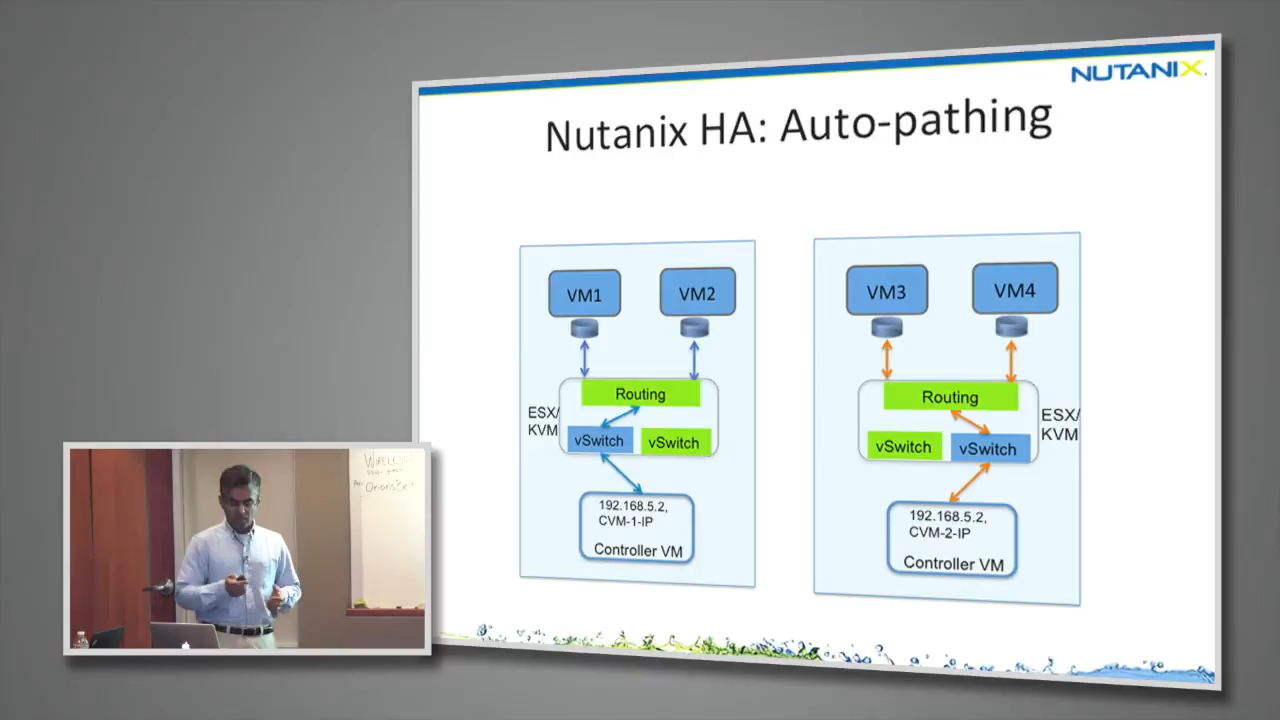 NUTANIX
Nutanix HA: Auto-pathing
VM1
VM2
Routing
ESX/
KVM
vSwitch
vSwitch
192.168.5.2,
CVM-1-IP
Controller VM
VM3
VM4
Routing
ESX/
KVM
vSwitch
vSwitch
192.168.5.2,
CVM-2-IP
Controller VM